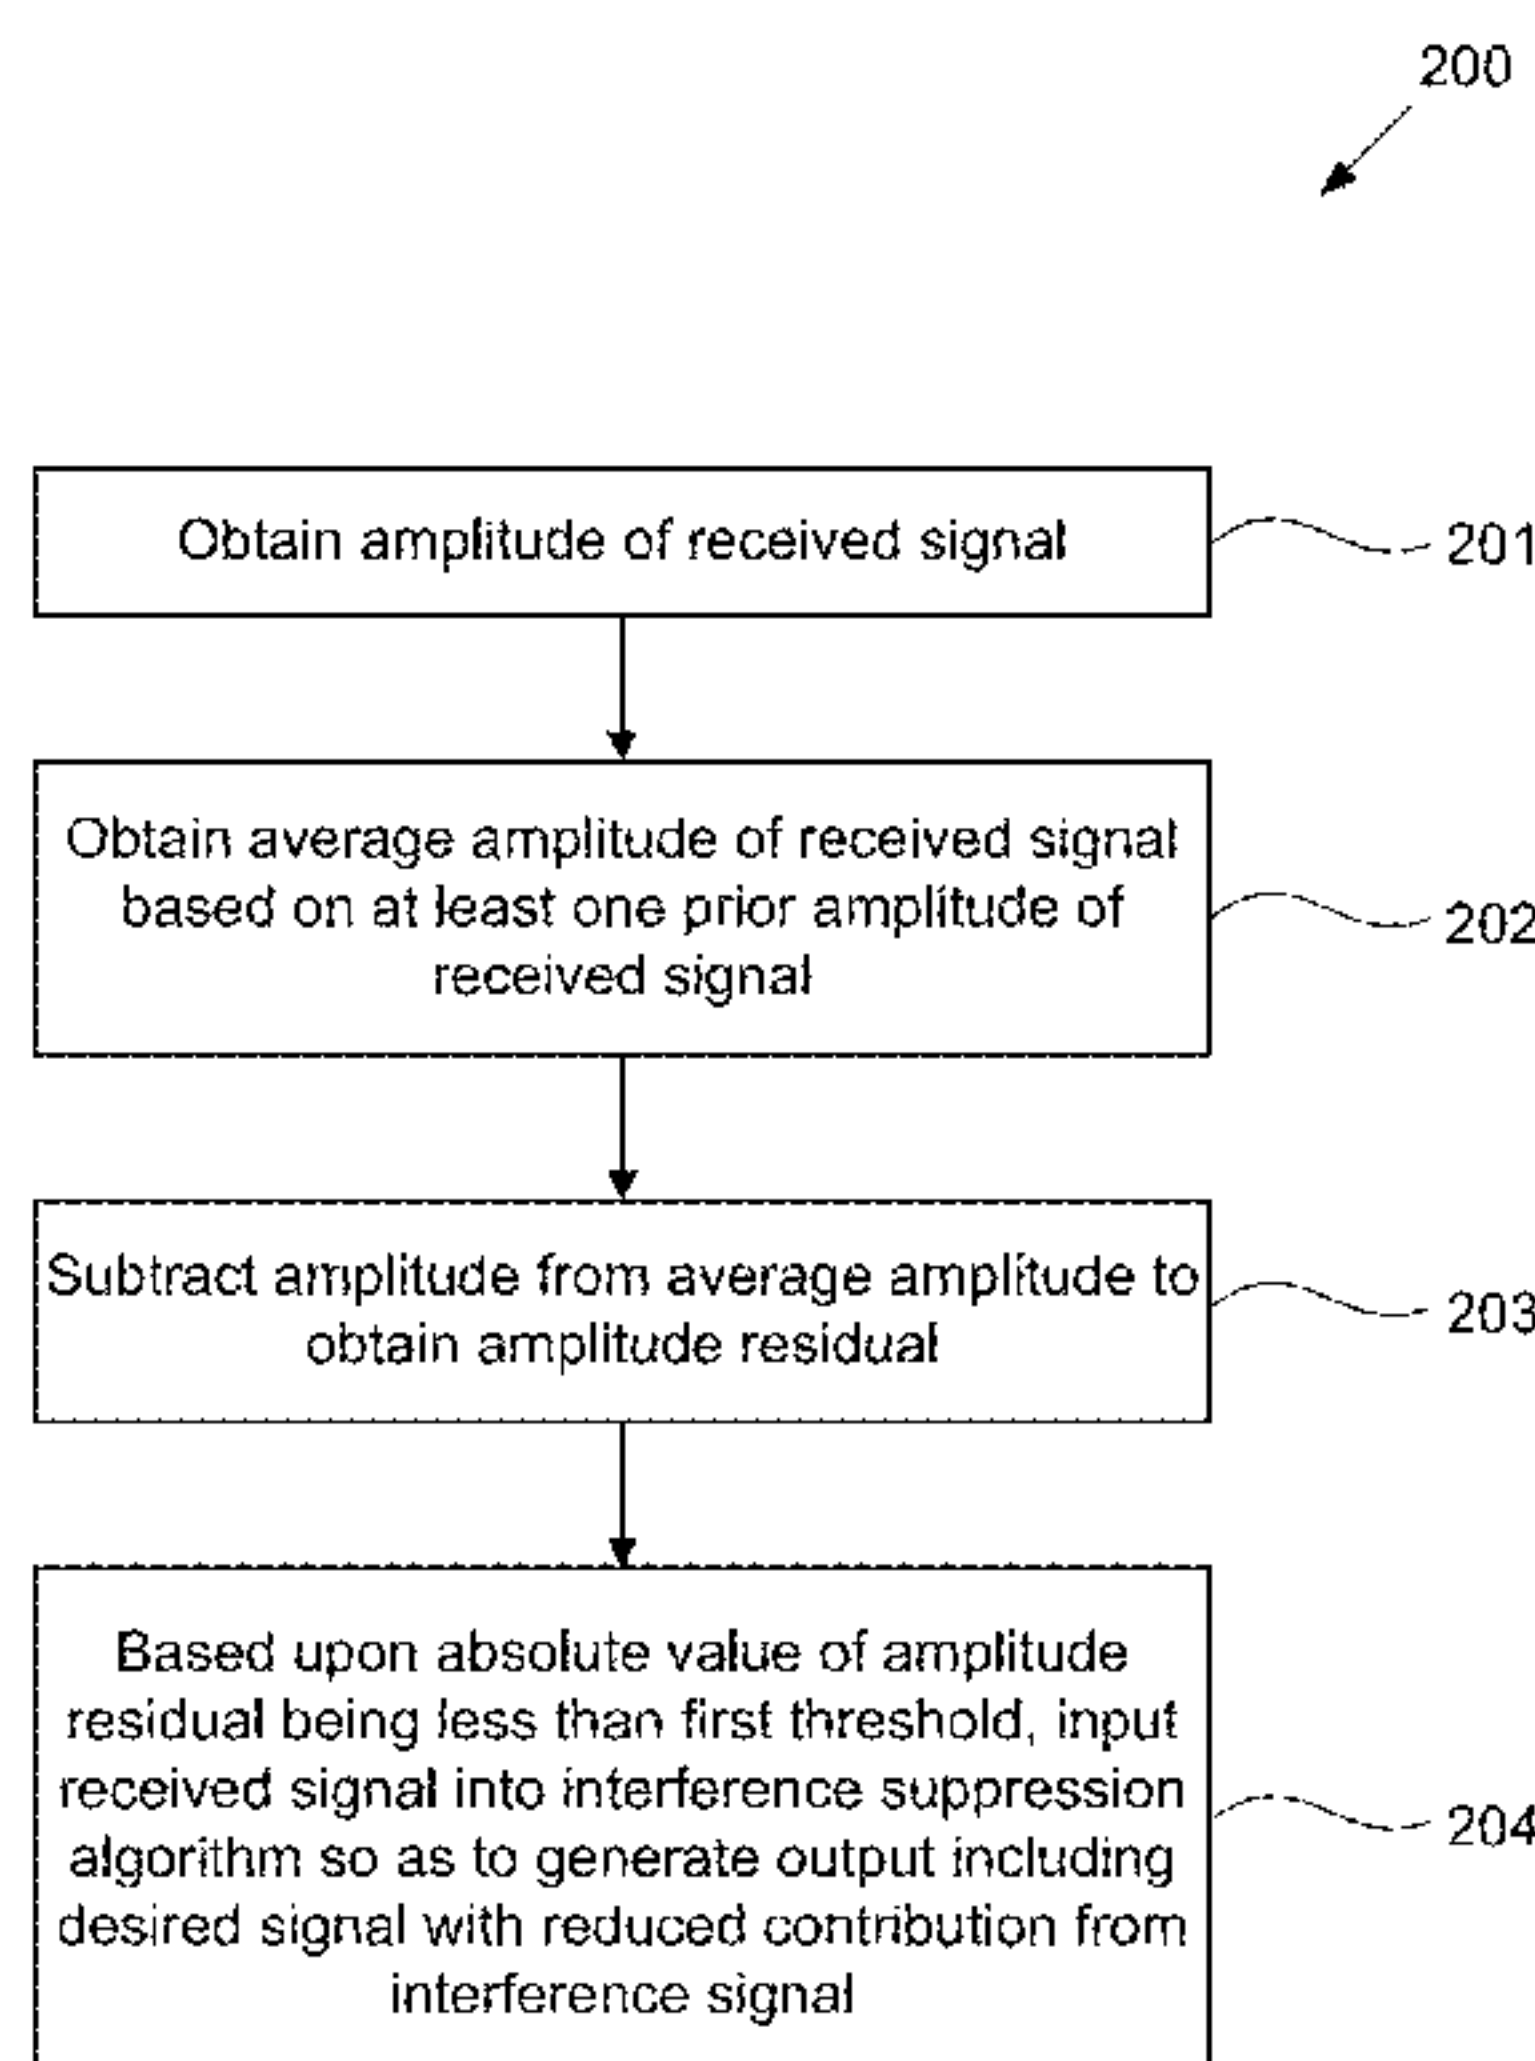 200
Obtain amplitude of received signal
201
Obtain average amplitude of received signal
based on at least one prior amplitude of
received signal
202
Subtract amplitude from average amplitude to
obtain amplitude residual
203
Based upon absolute value of amplitude
residual being less than first threshold, input
received signal into interference suppression
algorithm so as to generate output including
desired signal with reduced contribution from
interference signal
204